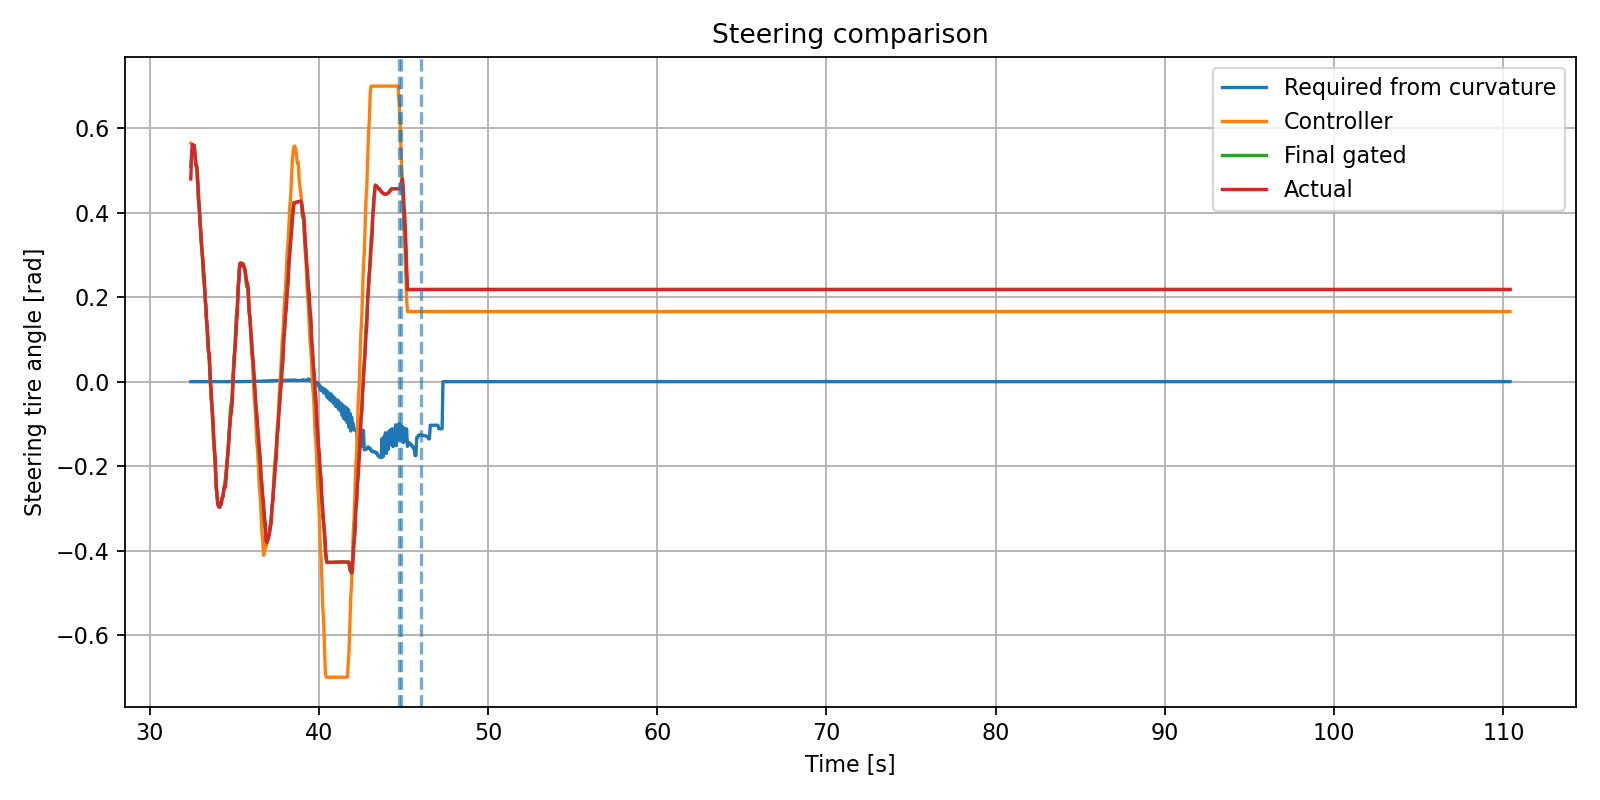 Steering comparison
Required from curvature
Controller
Final gated
Actual
Steering tire angle [rad]
0.6
0.4
0.2
0.0
−0.2
−0.4
−0.6
30 40 50 60 70 80 90 100 110
Time [s]